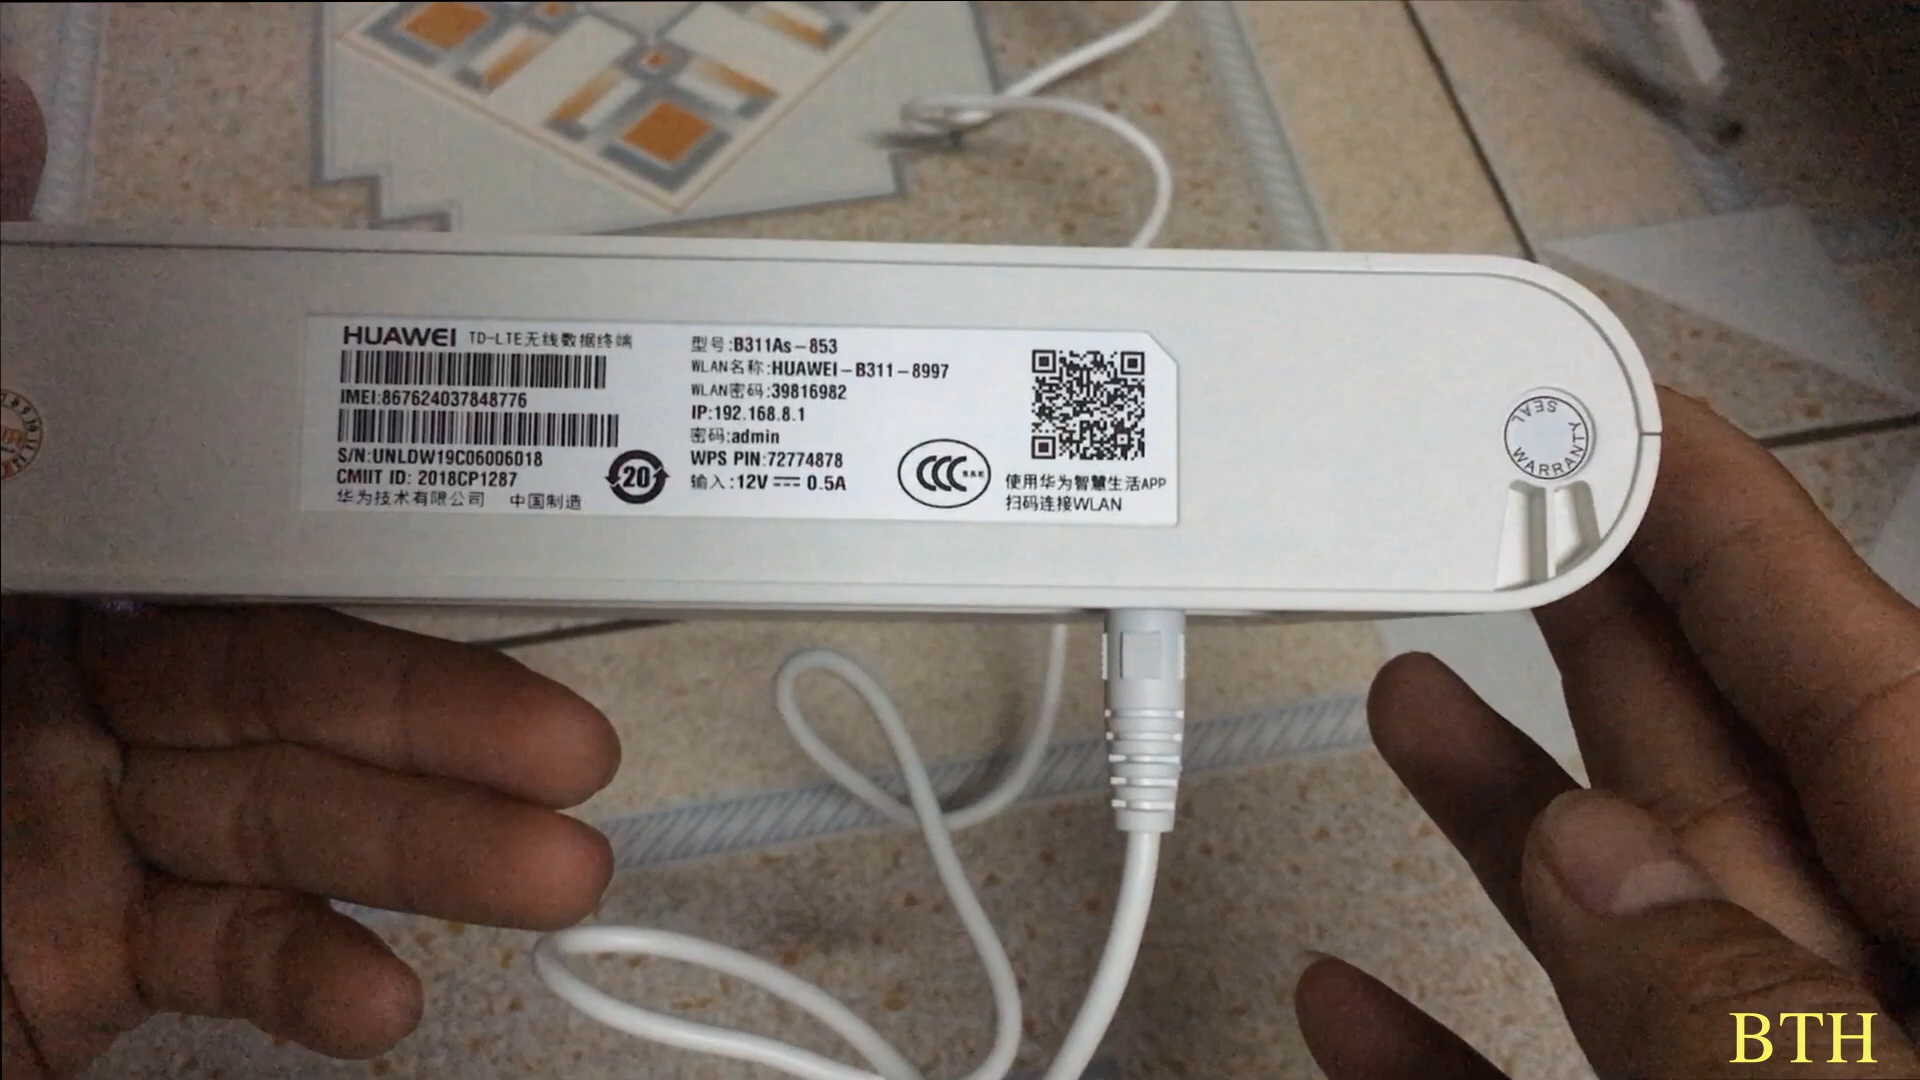 HUAWEI TD-LTE无线数据终端
IMEI:867624037848776
S/N:UNLDW19C06006018
CMIIT ID: 2018CP1287
华为技术有限公司 中国制造
20
型号:B311As-853
WLAN名称:HUAWEI-B311-8997
WLAN密码:39816982
IP:192.168.8.1
密码:admin
WPS PIN:72774878
输入:12V 0.5A
CCC
使用华为智慧生活APP
扫码连接WLAN
WARRANTY
SEAL
BTH